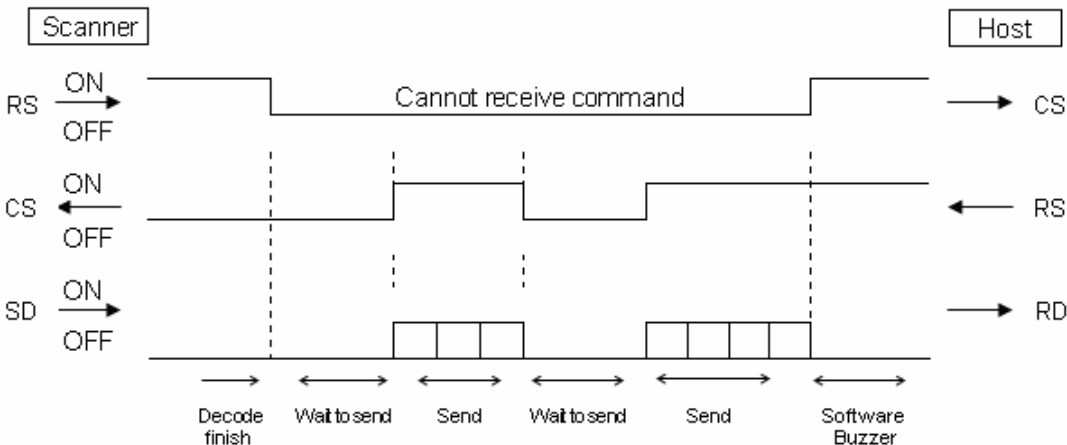 Scanner
Host
ON
RS
OFF
Cannot receive command
CS
ON
CS
OFF
RS
ON
SD
OFF
RD
Decode finish
Wait to send
Send
Wait to send
Send
Software Buzzer